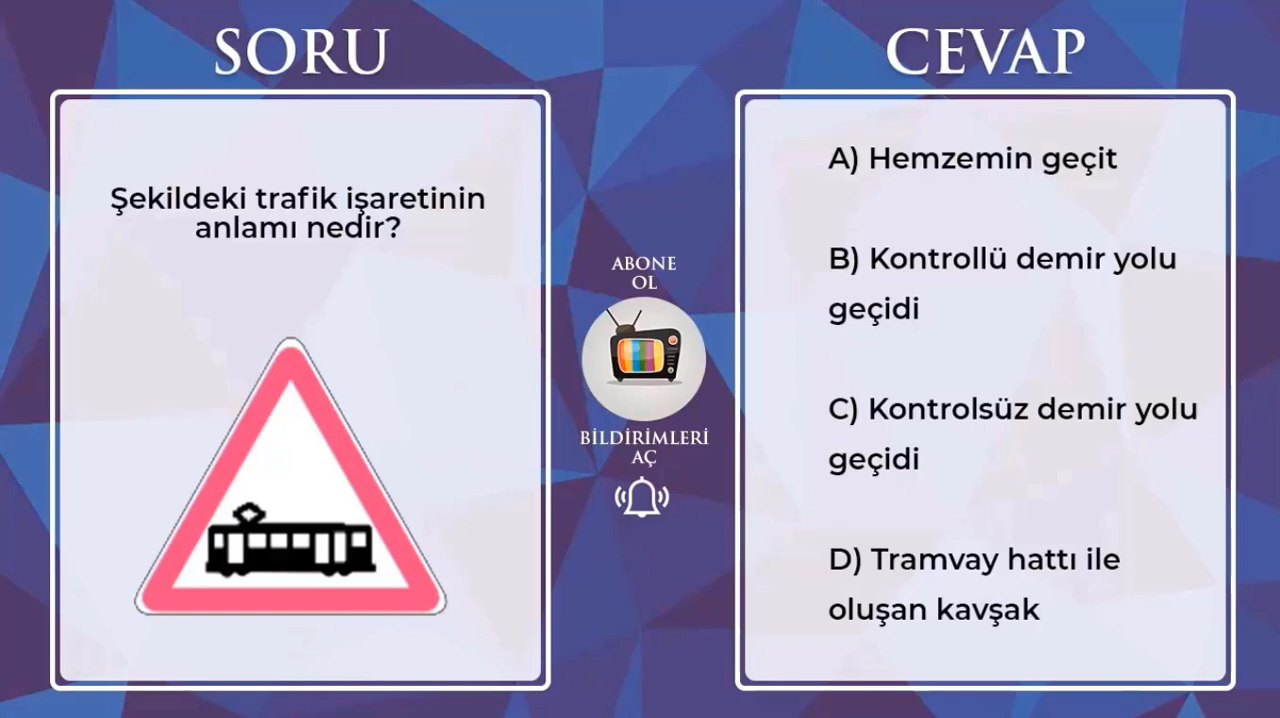 SORU
Şekildeki trafik işaretinin
anlamı nedir?
ABONE
OL
BİLDİRİMLERİ
AÇ
CEVAP
A) Hemzemin geçit
B) Kontrollü demir yolu
geçidi
C) Kontrolsüz demir yolu
geçidi
D) Tramvay hattı ile
oluşan kavşak